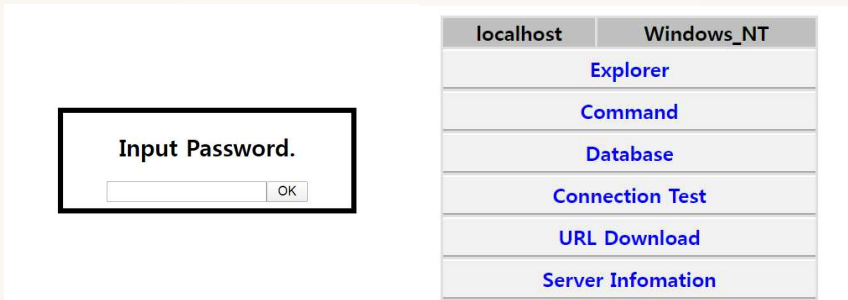 Input Password.
OK
localhost Windows_NT
Explorer
Command
Database
Connection Test
URL Download
Server Infomation